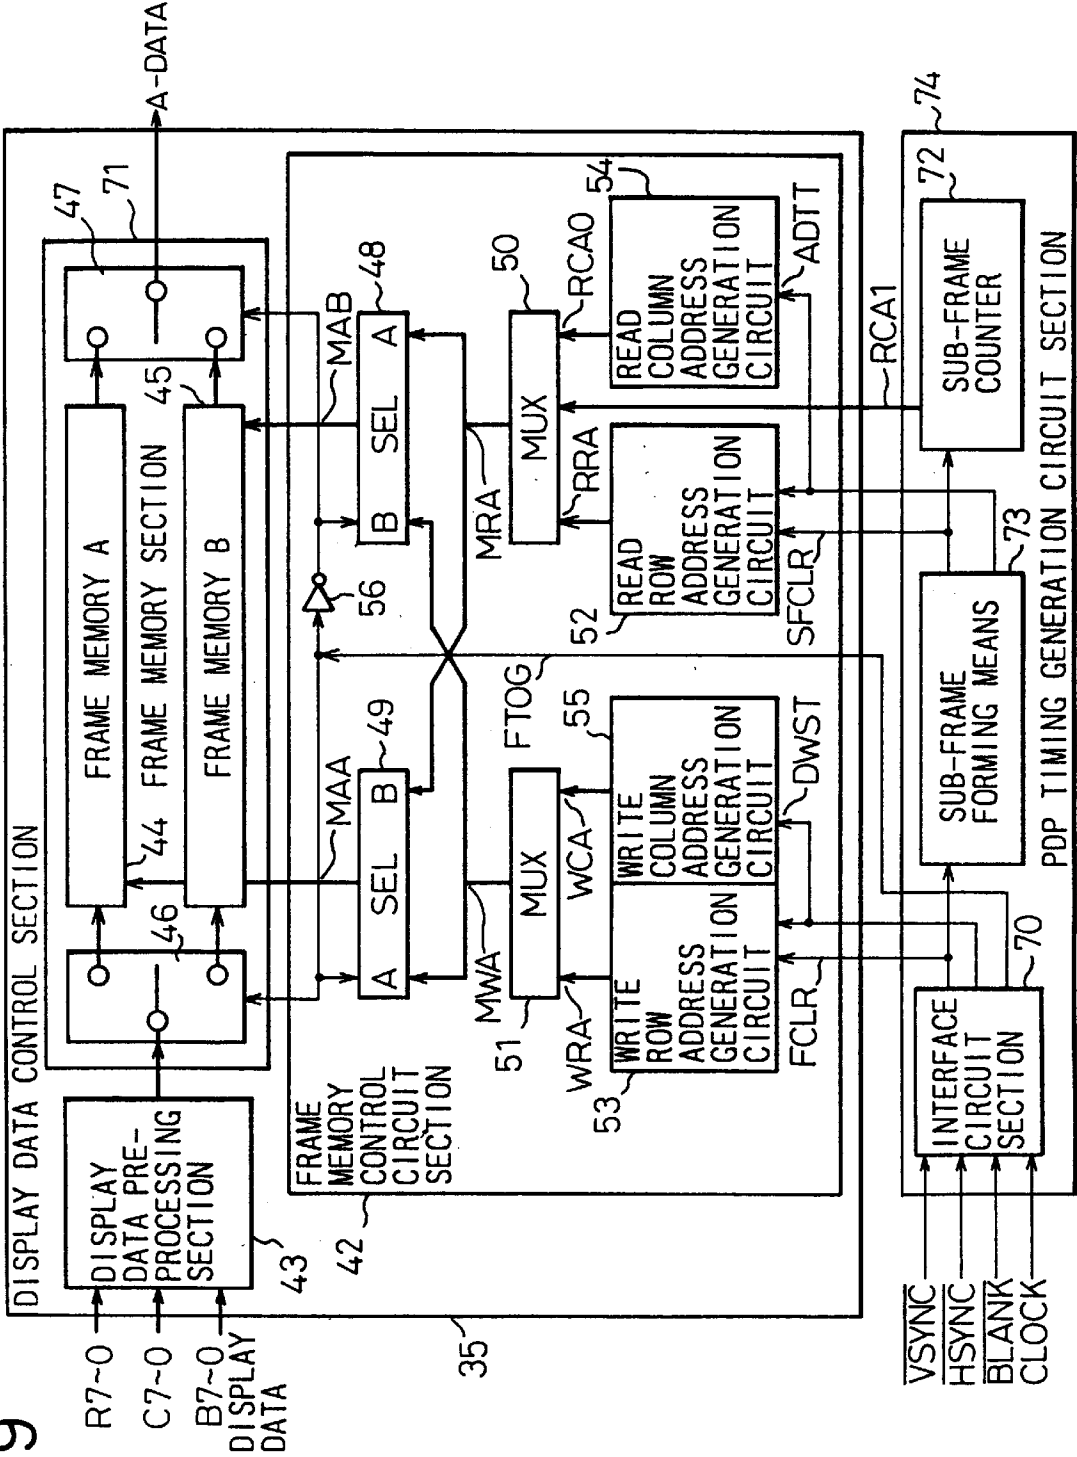 9
DISPLAY DATA CONTROL SECTION
R7~0
C7~0
B7~0
DISPLAY
DATA
DISPLAY
DATA PRE-
PROCESSING
SECTION
43
46
FRAME MEMORY A
44
FRAME MEMORY SECTION
FRAME MEMORY B
45
47
71
A-DATA
35
42
FRAME
MEMORY
CONTROL
CIRCUIT
SECTION
MAA
56
MAB
A SEL B
49
B SEL A
48
MWA
MRA
51
MUX
FTOG
MUX
50
WRA
WCA
RRA
RCA0
53
WRITE
ROW
ADDRESS
GENERATION
CIRCUIT
WRITE
COLUMN
ADDRESS
GENERATION
CIRCUIT
55
52
READ
ROW
ADDRESS
GENERATION
CIRCUIT
READ
COLUMN
ADDRESS
GENERATION
CIRCUIT
54
FCLR
DWST
SFCLR
ADTT
RCA1
74
VSYNC
HSYNC
BLANK
CLOCK
INTERFACE
CIRCUIT
SECTION
70
SUB-FRAME
FORMING MEANS
73
SUB-FRAME
COUNTER
72
PDP TIMING GENERATION CIRCUIT SECTION